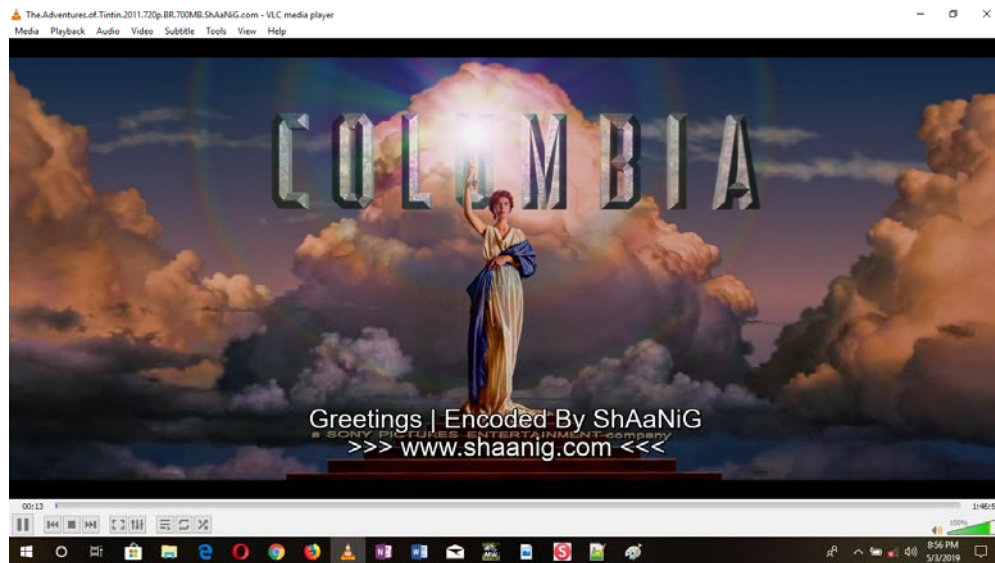 The.Adventures.of.Tintin.2011.720p.BR.700MB.ShAaNiG.com - VLC media player
Media Playback Audio Video Subtitle Tools View Help
COLUMBIA
Greetings | Encoded By ShAaNiG
a SONY PICTURES ENTERTAINMENT company
>>> www.shaanig.com <<<
00:13
100%
8:56 PM
5/3/2019